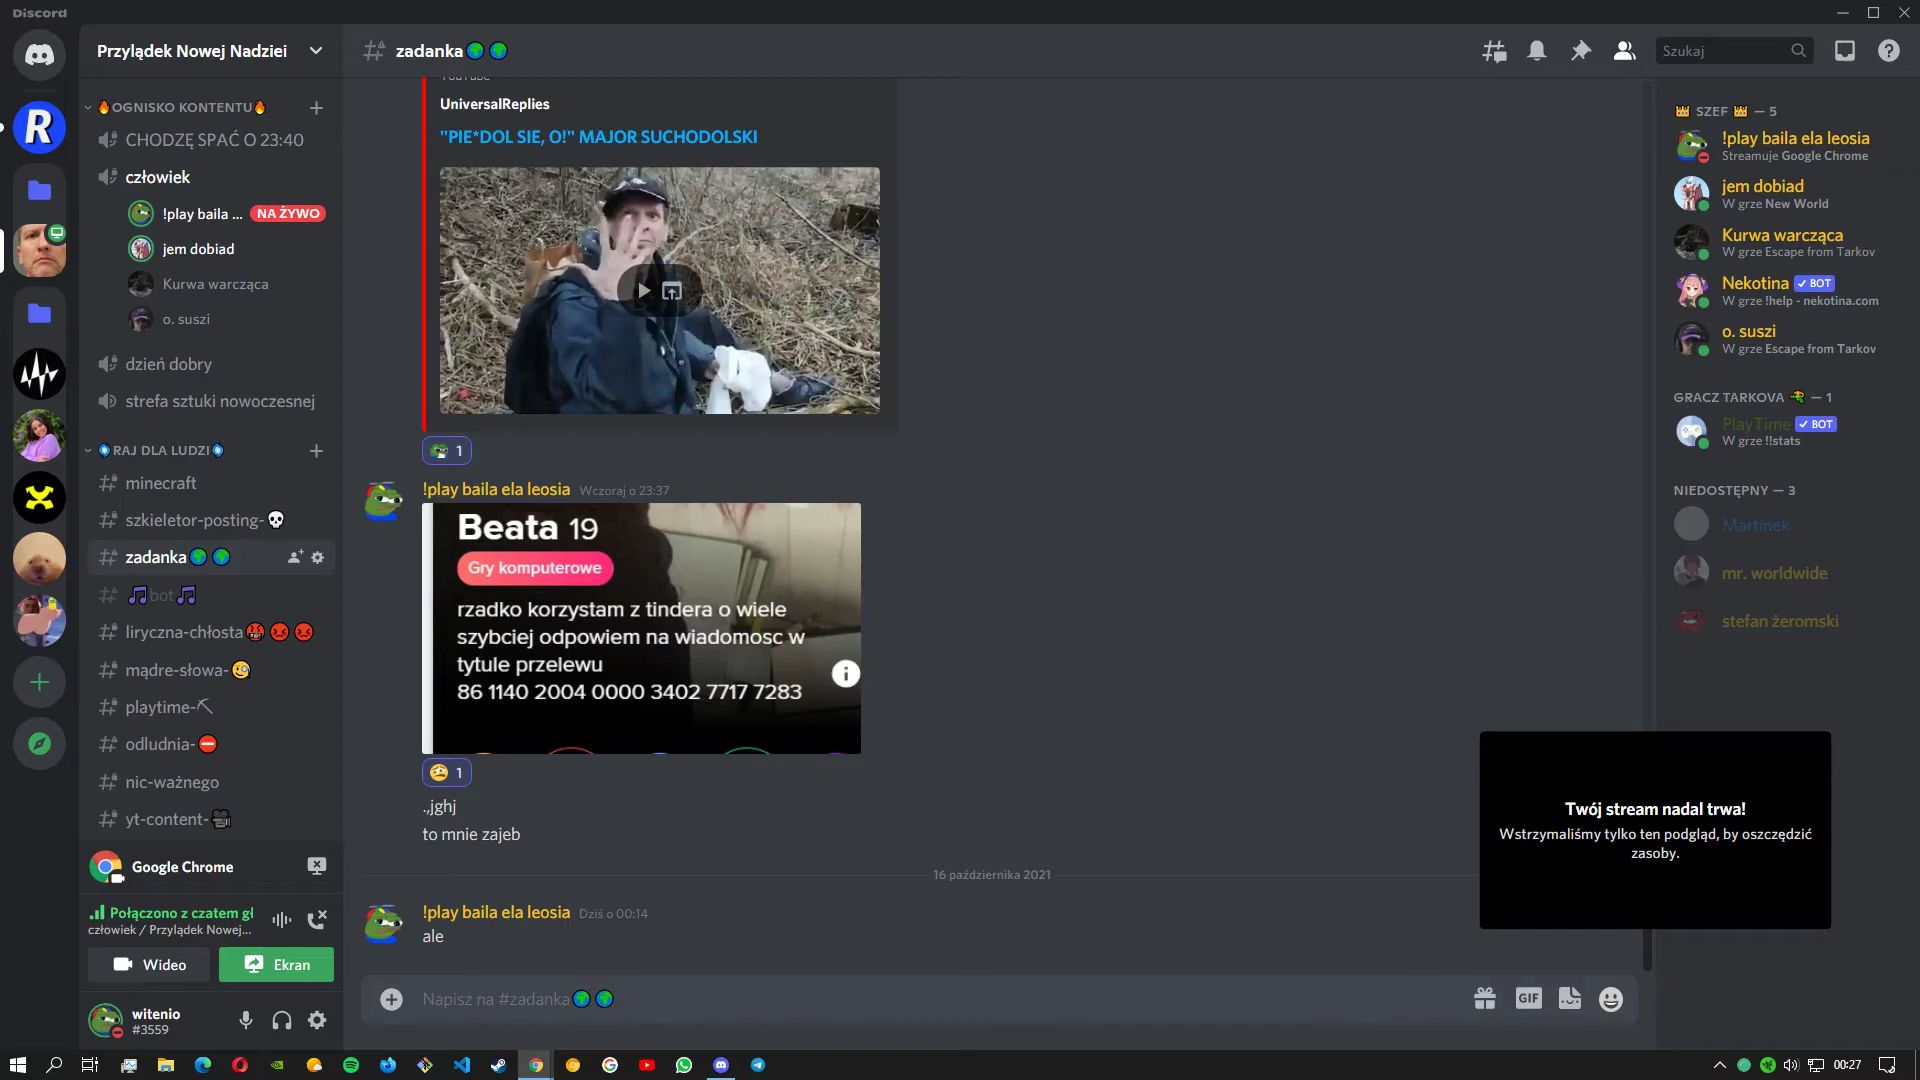 Discord
Przylądek Nowej Nadziei
zadanka
Szukaj
OGNISKO KONTENTU
CHODZĘ SPAĆ O 23:40
człowiek
!play baila ... NA ŻYWO
jem dobiad
Kurwa warcząca
o. suszi
dzień dobry
strefa sztuki nowoczesnej
RAJ DLA LUDZI
minecraft
szkieletor-posting-
zadanka
bot
liryczna-chłosta
mądre-słowa-
playtime-
odludnia-
nic-ważnego
yt-content-
Google Chrome
Połączono z czatem gł
człowiek / Przylądek Nowej...
Wideo
Ekran
witenio
#3559
YouTube
UniversalReplies
"PIE*DOL SIE, O!" MAJOR SUCHODOLSKI
1
!play baila ela leosia Wczoraj o 23:37
Beata 19
Gry komputerowe
rzadko korzystam z tindera o wiele
szybciej odpowiem na wiadomosc w
tytule przelewu
86 1140 2004 0000 3402 7717 7283
1
.,jghj
to mnie zajeb
16 października 2021
!play baila ela leosia Dziś o 00:14
ale
Napisz na #zadanka
GIF
SZEF — 5
!play baila ela leosia
Streamuje Google Chrome
jem dobiad
W grze New World
Kurwa warcząca
W grze Escape from Tarkov
Nekotina BOT
W grze !help - nekotina.com
o. suszi
W grze Escape from Tarkov
GRACZ TARKOVA — 1
PlayTime BOT
W grze !!stats
NIEDOSTĘPNY — 3
Martinek
mr. worldwide
stefan żeromski
Twój stream nadal trwa!
Wstrzymaliśmy tylko ten podgląd, by oszczędzić
zasoby.
00:27